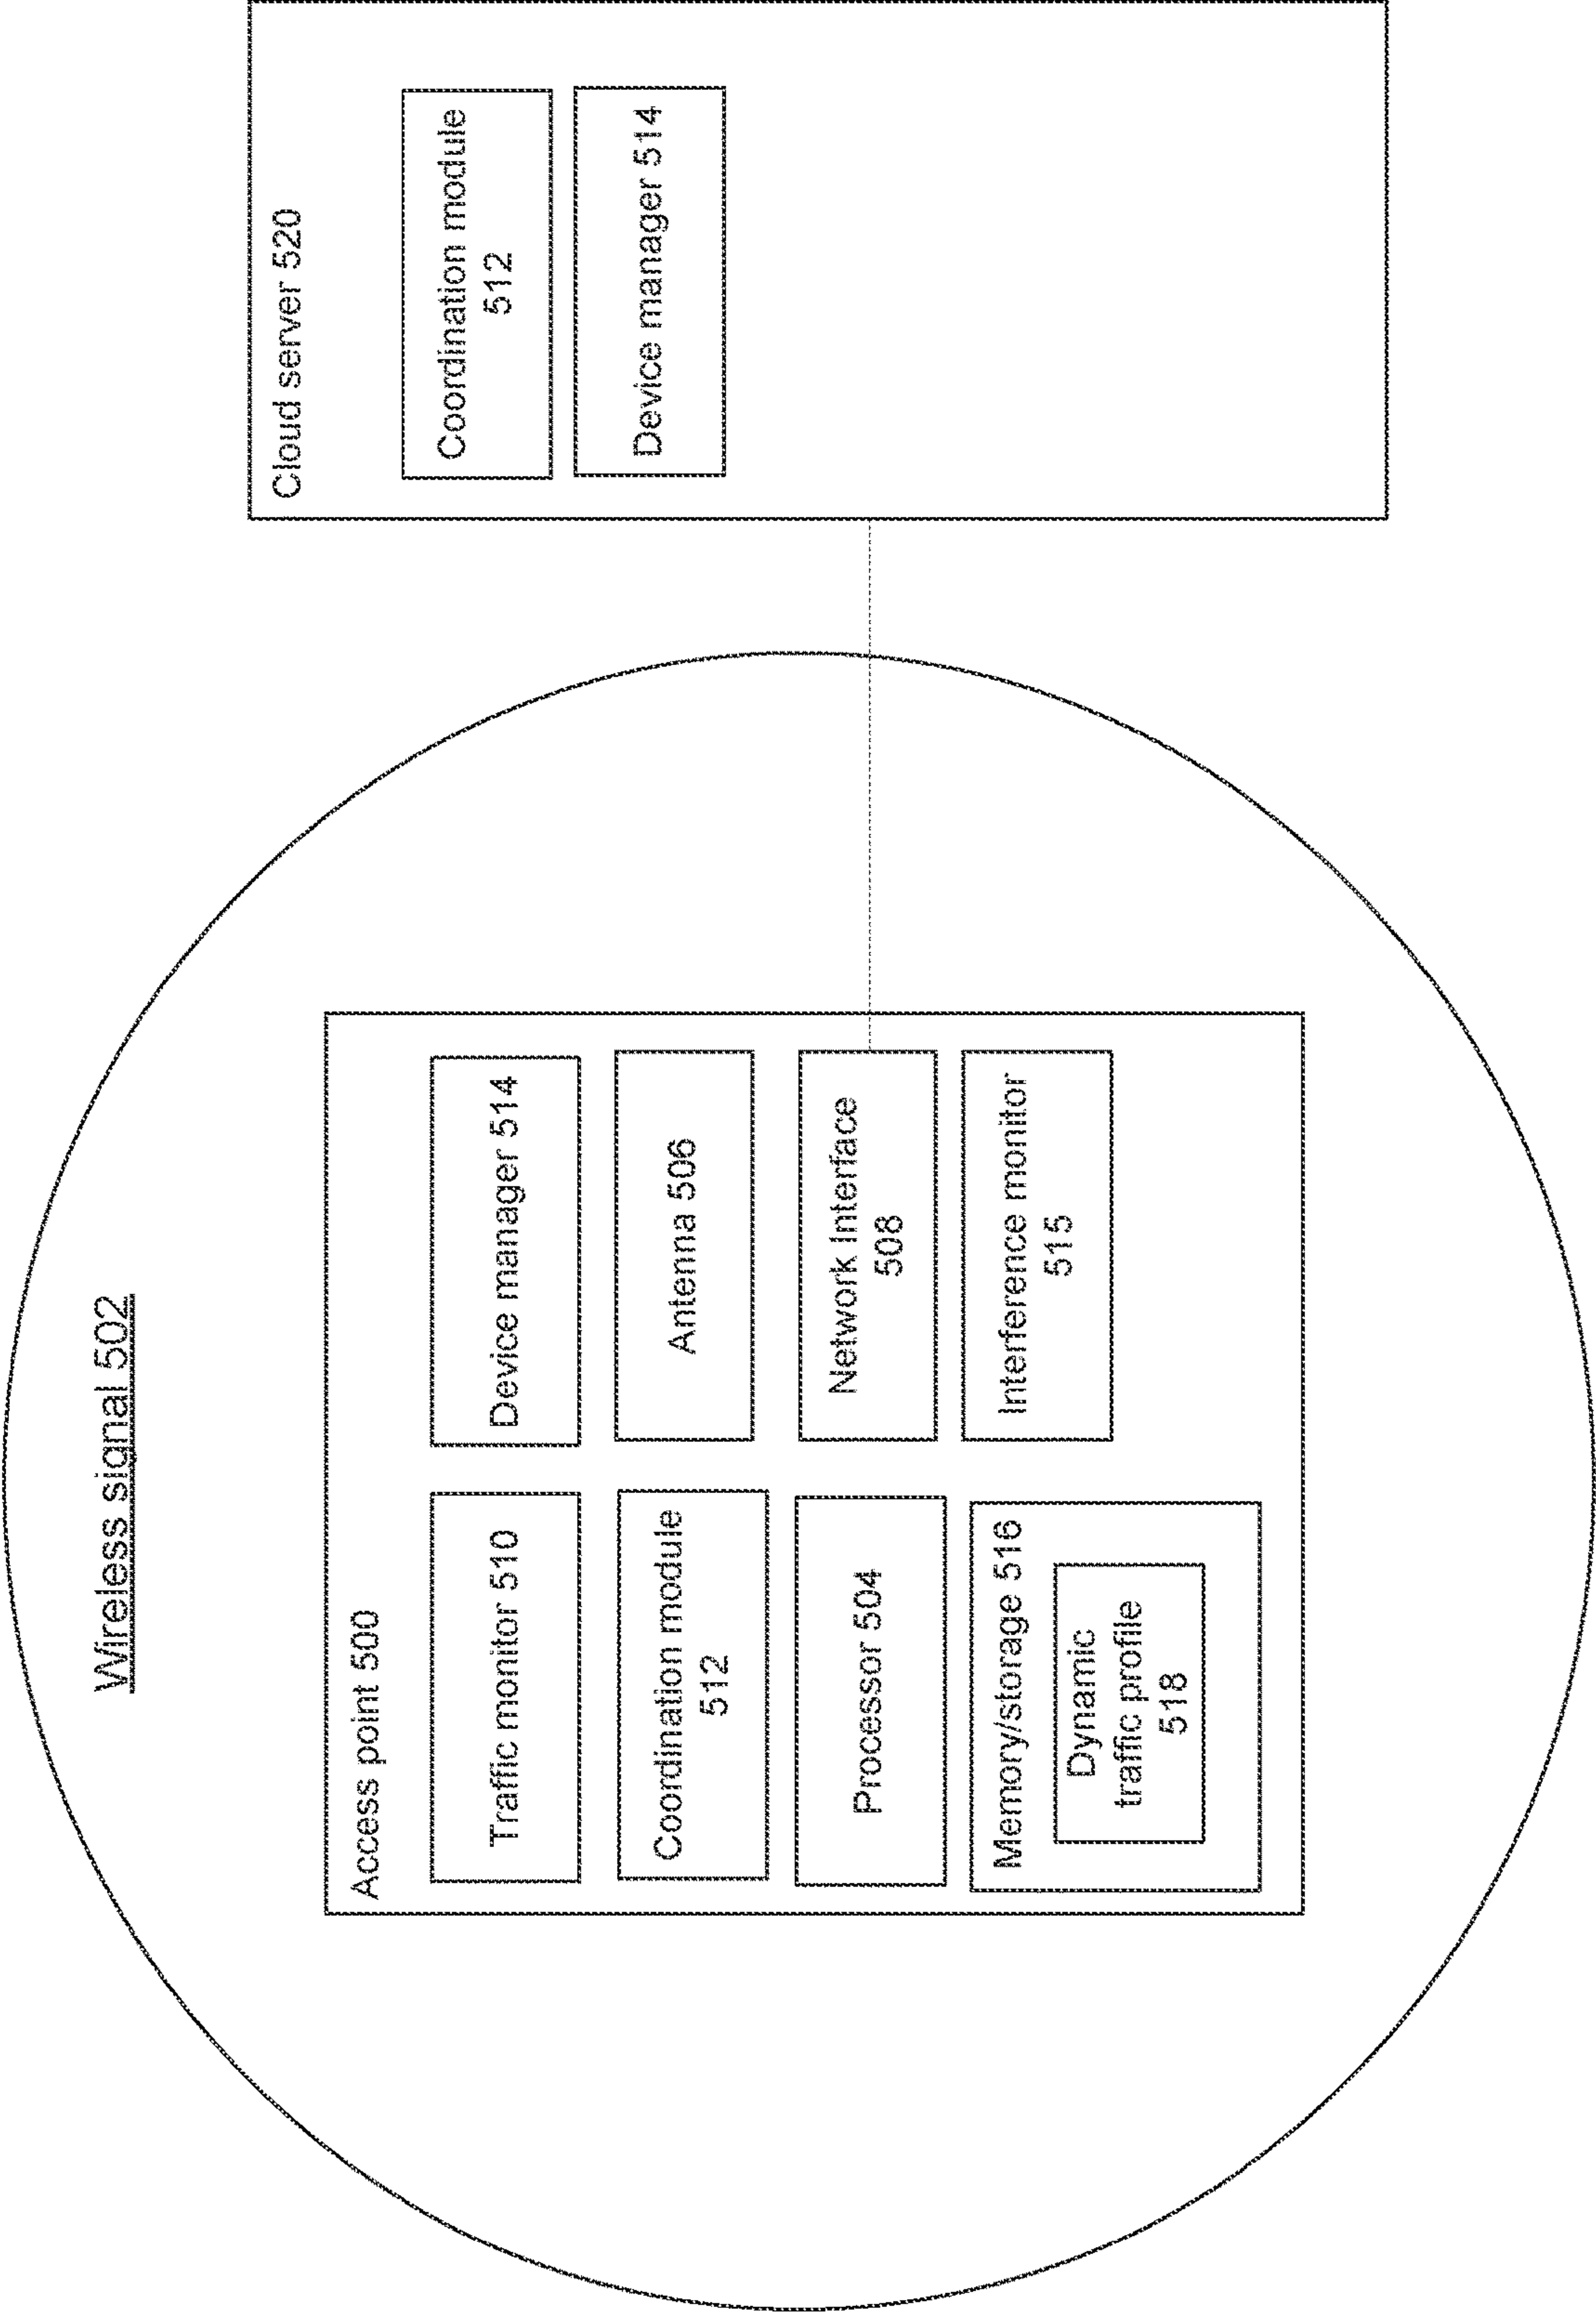 Wireless signal 502
Access point 500
Traffic monitor 510
Device manager 514
Coordination module
512
Antenna 506
Processor 504
Network Interface
508
Memory/storage 516
Dynamic
traffic profile
518
Interference monitor
515
Cloud server 520
Coordination module
512
Device manager 514